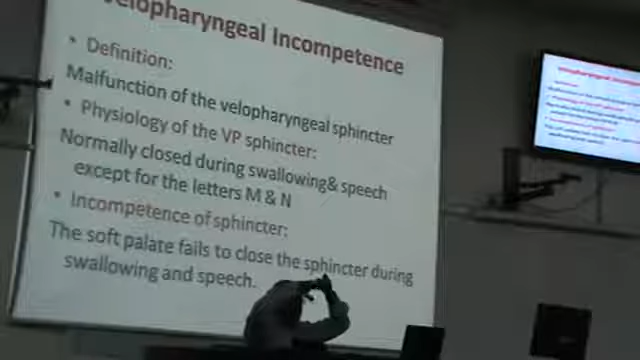 Velopharyngeal Incompetence
• Definition:
Malfunction of the velopharyngeal sphincter
• Physiology of the VP sphincter:
Normally closed during swallowing& speech
except for the letters M & N
• Incompetence of sphincter:
The soft palate fails to close the sphincter during
swallowing and speech.